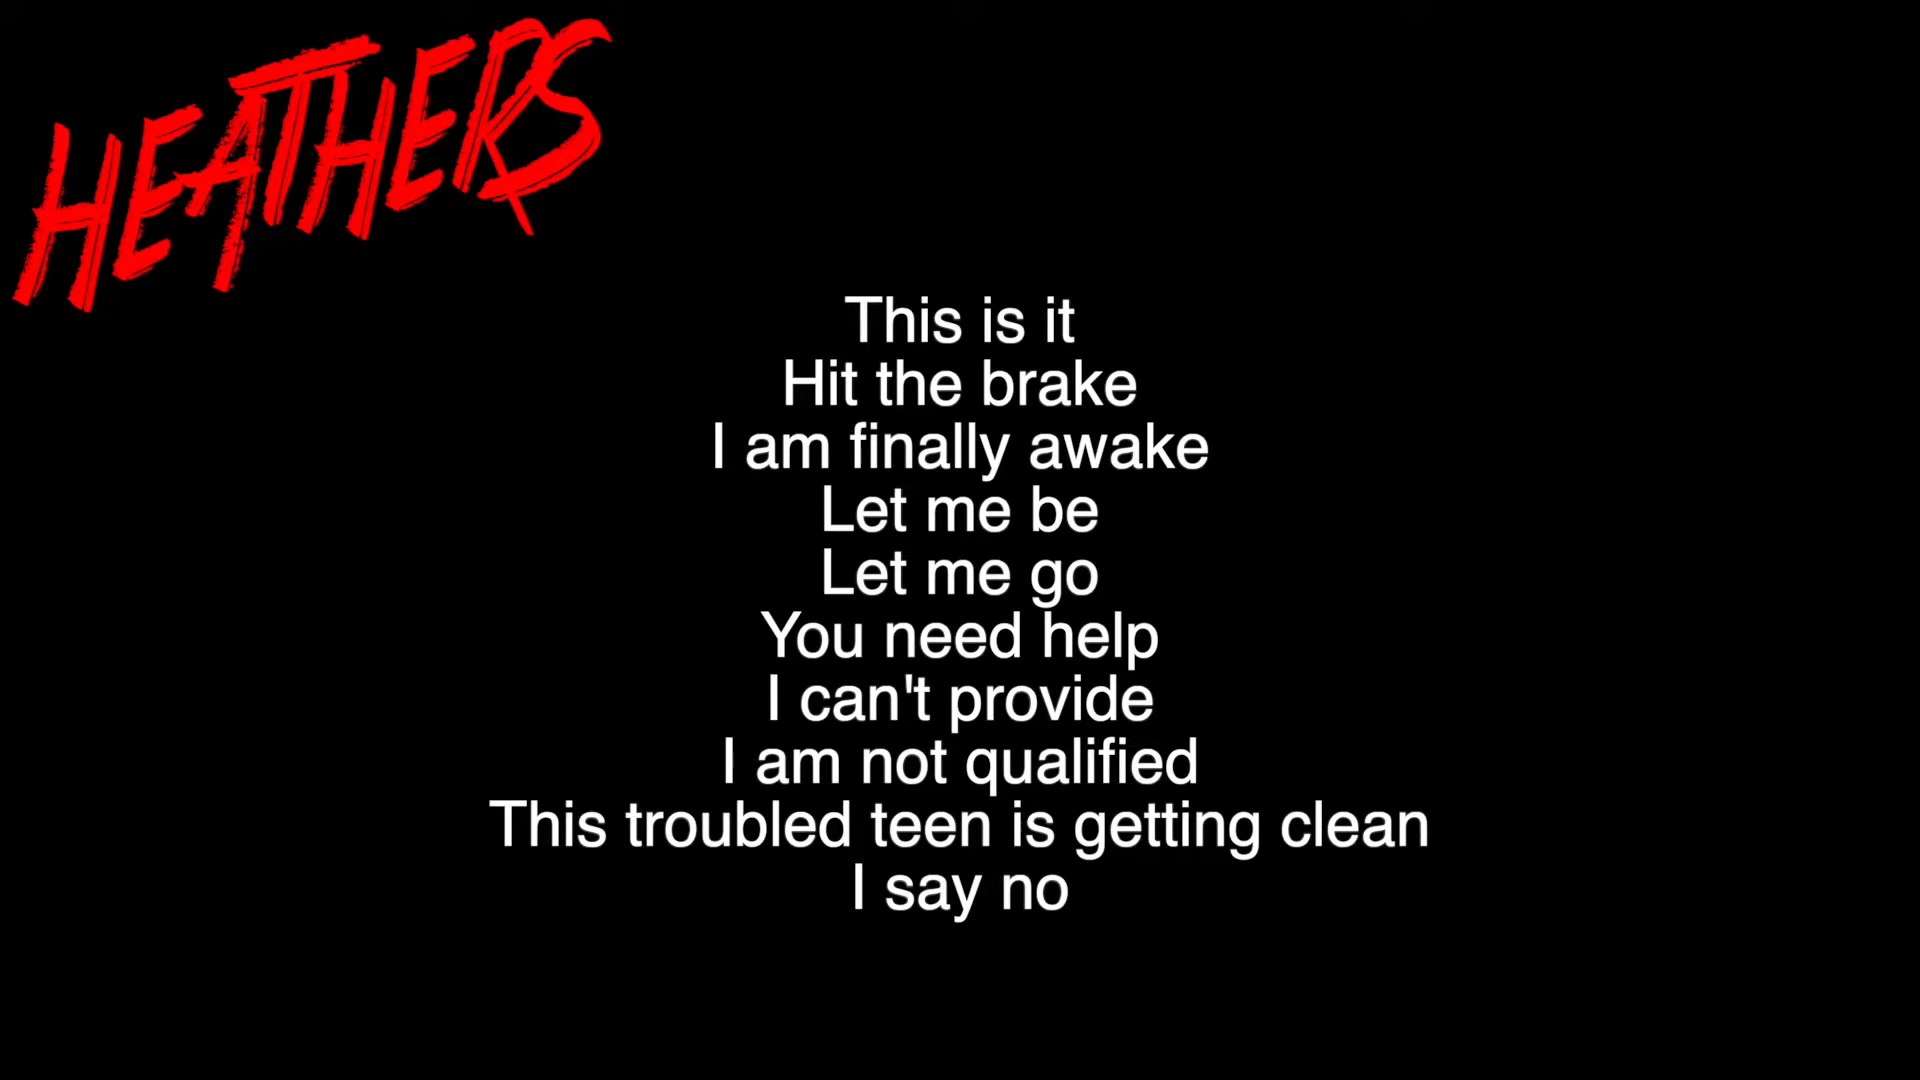 HEATHERS
This is it
Hit the brake
I am finally awake
Let me be
Let me go
You need help
I can't provide
I am not qualified
This troubled teen is getting clean
I say no